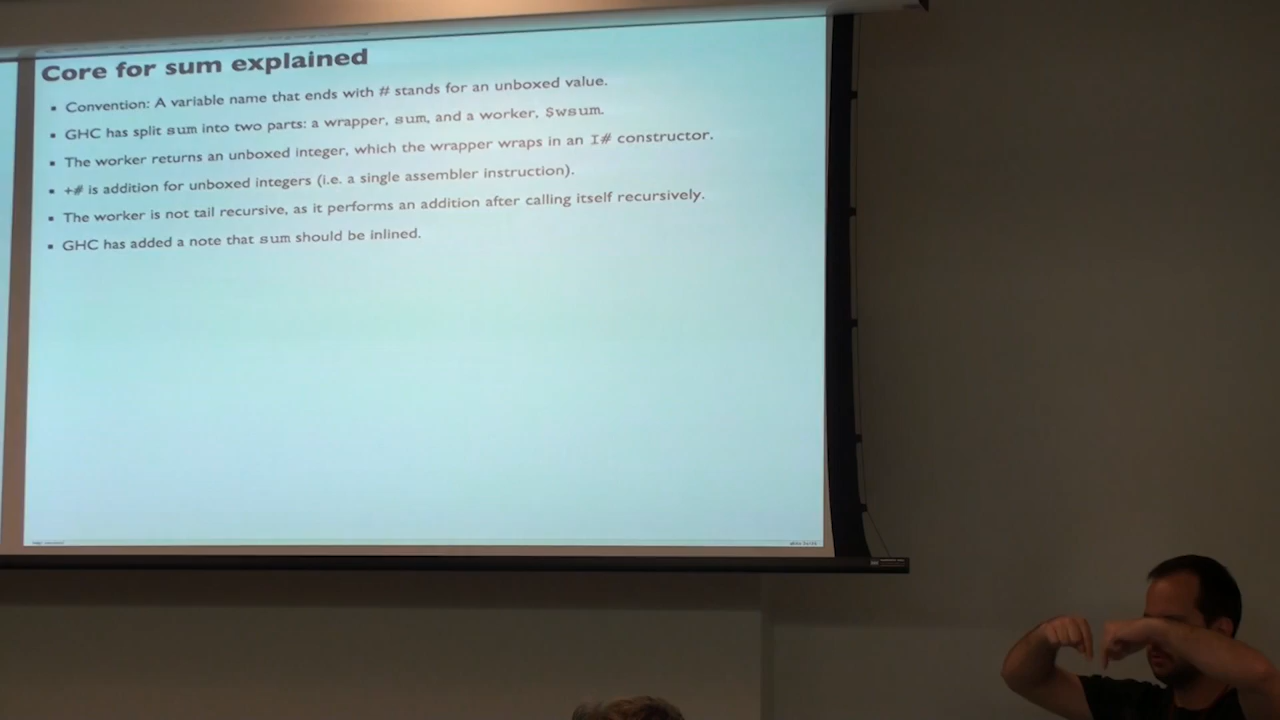 Core for sum explained
▪ Convention: A variable name that ends with # stands for an unboxed value.
▪ GHC has split sum into two parts: a wrapper, sum, and a worker, $wsum.
▪ The worker returns an unboxed integer, which the wrapper wraps in an I# constructor.
▪ +# is addition for unboxed integers (i.e. a single assembler instruction).
▪ The worker is not tail recursive, as it performs an addition after calling itself recursively.
▪ GHC has added a note that sum should be inlined.